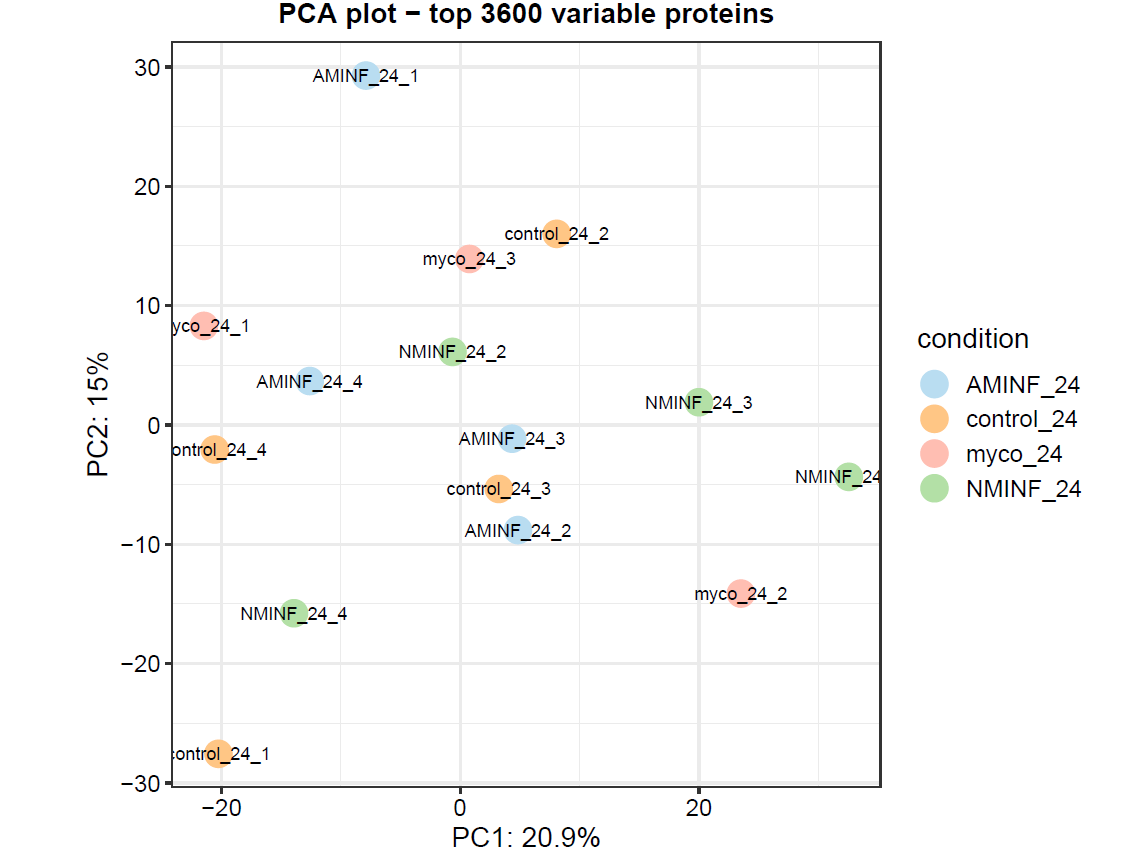 PCA plot − top 3600 variable proteins
30
20
10
0
−10
−20
−30
PC2: 15%
AMINF_24_1
control_24_2
myco_24_3
yco_24_1
NMINF_24_2
AMINF_24_4
NMINF_24_3
AMINF_24_3
ontrol_24_4
NMINF_24
control_24_3
AMINF_24_2
myco_24_2
NMINF_24_4
control_24_1
−20
0
20
PC1: 20.9%
condition
AMINF_24
control_24
myco_24
NMINF_24